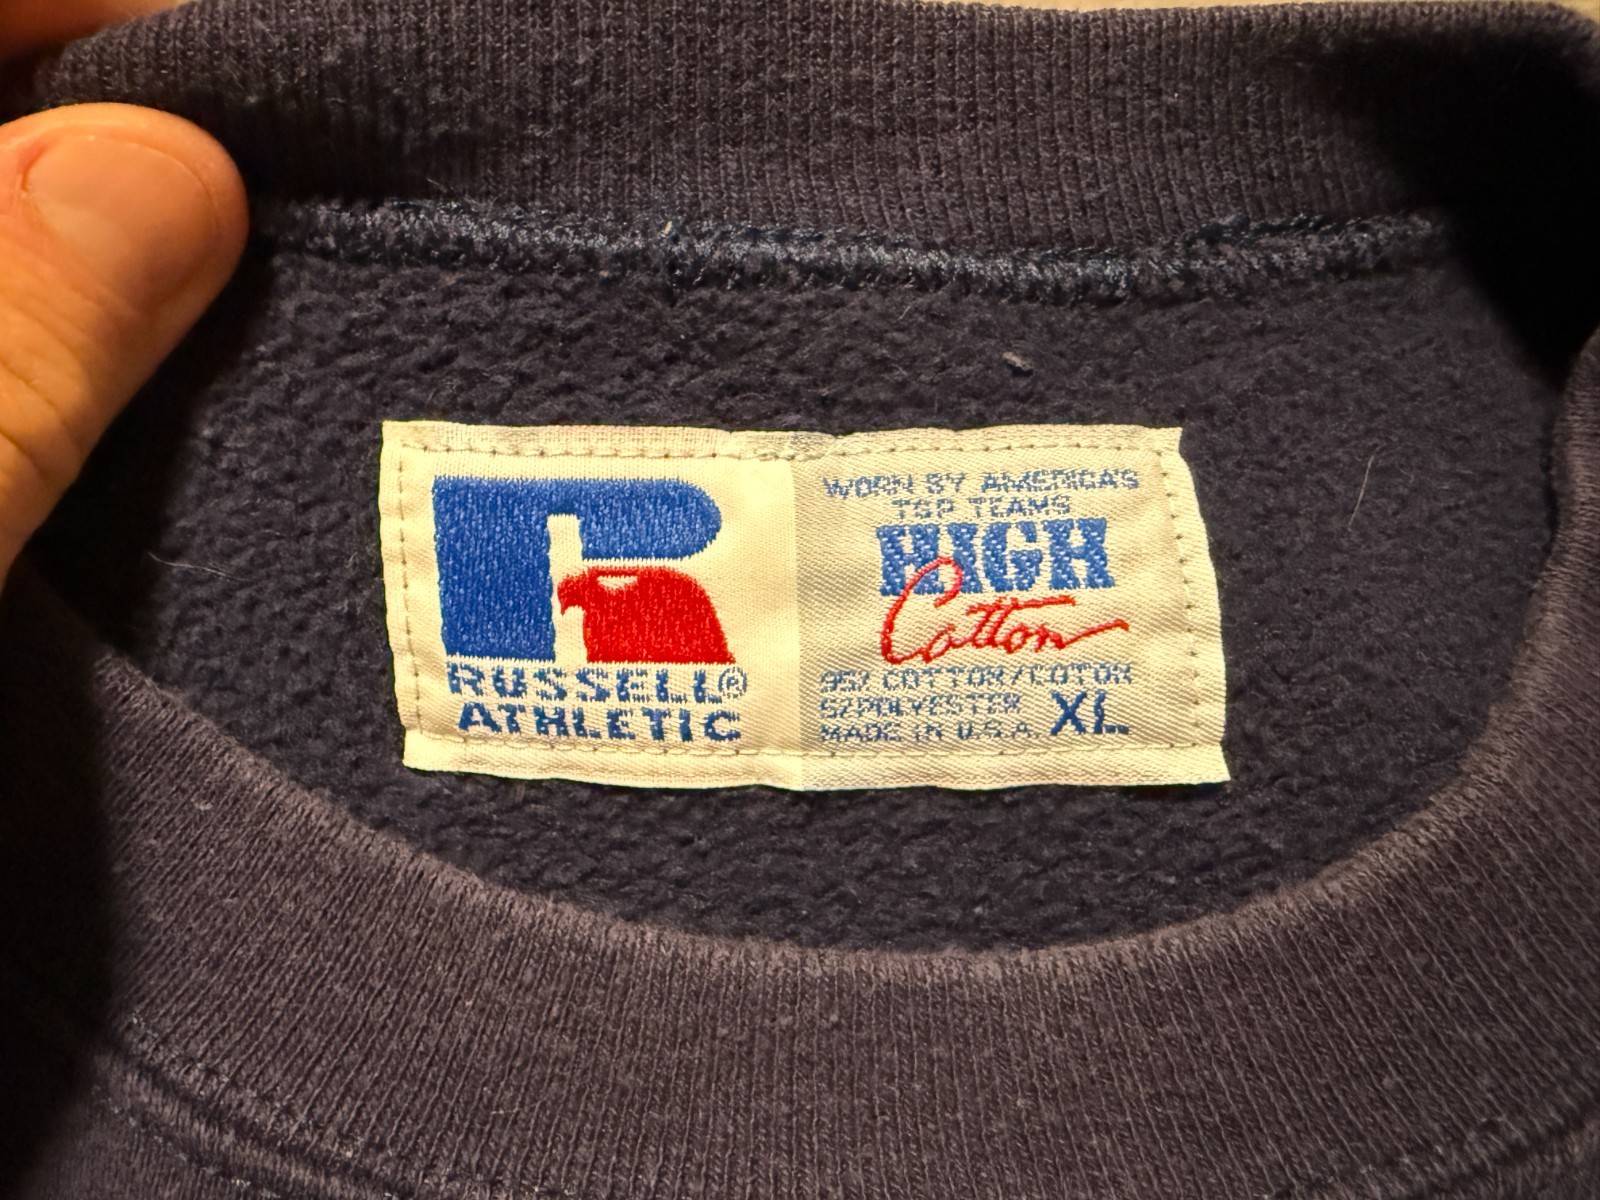 RUSSELL®
ATHLETIC
WORN BY AMERICA'S
TOP TEAMS
HIGH
Cotton
95% COTTON/COTON
5%POLYESTER
MADE IN U.S.A. XL